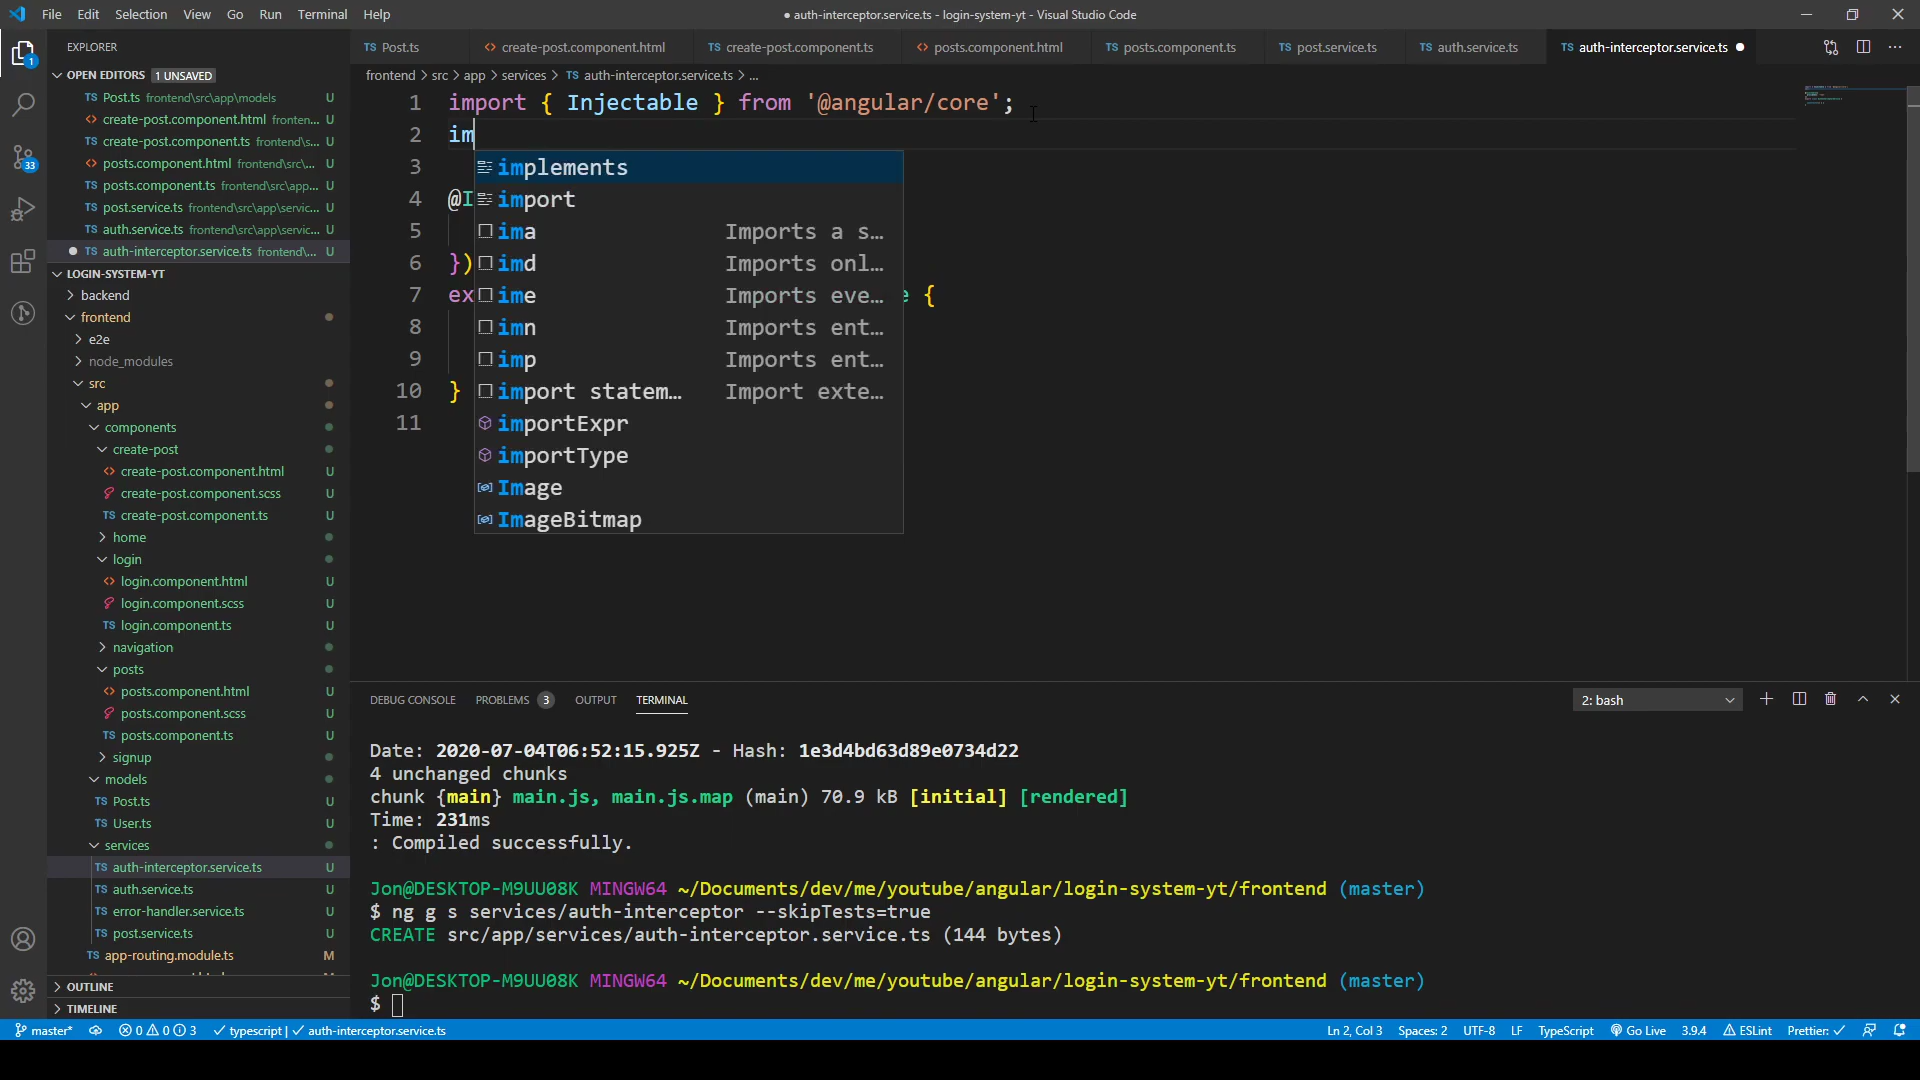 File Edit Selection View Go Run Terminal Help
● auth-interceptor.service.ts - login-system-yt - Visual Studio Code
EXPLORER
TS Post.ts
<> create-post.component.html
TS create-post.component.ts
<> posts.component.html
TS posts.component.ts
TS post.service.ts
TS auth.service.ts
TS auth-interceptor.service.ts ●
OPEN EDITORS 1 UNSAVED
TS Post.ts frontend\src\app\models U
<> create-post.component.html fronten... U
TS create-post.component.ts frontend\s... U
<> posts.component.html frontend\src\... U
TS posts.component.ts frontend\src\app... U
TS post.service.ts frontend\src\app\servic... U
TS auth.service.ts frontend\src\app\servic... U
● TS auth-interceptor.service.ts frontend\... U
LOGIN-SYSTEM-YT
backend
frontend
e2e
node_modules
src
app
components
create-post
<> create-post.component.html U
create-post.component.scss U
TS create-post.component.ts U
home
login
<> login.component.html U
login.component.scss U
TS login.component.ts U
navigation
posts
<> posts.component.html U
posts.component.scss U
TS posts.component.ts U
signup
models
TS Post.ts U
TS User.ts U
services
TS auth-interceptor.service.ts U
TS auth.service.ts U
TS error-handler.service.ts U
TS post.service.ts U
TS app-routing.module.ts M
OUTLINE
TIMELINE
1
33
frontend > src > app > services > TS auth-interceptor.service.ts > ...
1 import { Injectable } from '@angular/core';
2 im
3
4 @I
5
6 })
7 ex e {
8
9
10 }
11
implements
import
ima Imports a s...
imd Imports onl...
ime Imports eve...
imn Imports ent...
imp Imports ent...
import statem... Import exte...
importExpr
importType
Image
ImageBitmap
DEBUG CONSOLE PROBLEMS 3 OUTPUT TERMINAL
2: bash
Date: 2020-07-04T06:52:15.925Z - Hash: 1e3d4bd63d89e0734d22
4 unchanged chunks
chunk {main} main.js, main.js.map (main) 70.9 kB [initial] [rendered]
Time: 231ms
: Compiled successfully.
Jon@DESKTOP-M9UU08K MINGW64 ~/Documents/dev/me/youtube/angular/login-system-yt/frontend (master)
$ ng g s services/auth-interceptor --skipTests=true
CREATE src/app/services/auth-interceptor.service.ts (144 bytes)
Jon@DESKTOP-M9UU08K MINGW64 ~/Documents/dev/me/youtube/angular/login-system-yt/frontend (master)
$
master* 0 0 3 typescript | auth-interceptor.service.ts
Ln 2, Col 3 Spaces: 2 UTF-8 LF TypeScript Go Live 3.9.4 ESLint Prettier: ✓